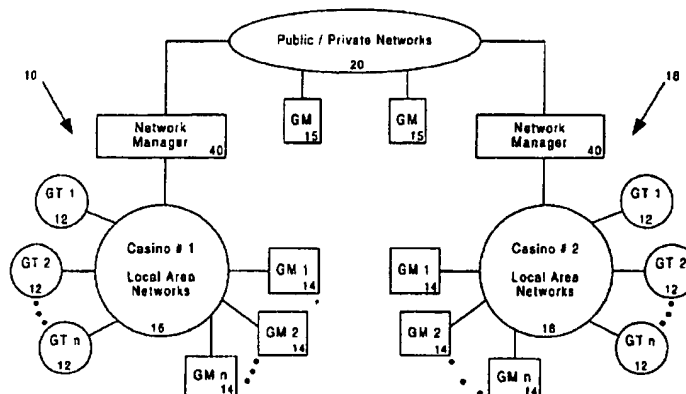 Public / Private Networks
20
10
18
GM
15
GM
15
Network
Manager
40
Network
Manager
40
GT 1
12
GT 1
12
Casino # 1
Local Area
Networks
16
Casino # 2
Local Area
Networks
18
GT 2
12
GM 1
14
GM 1
14
GT 2
12
GT n
12
GM 2
14
GM 2
14
GT n
12
GM n
14
GM n
14